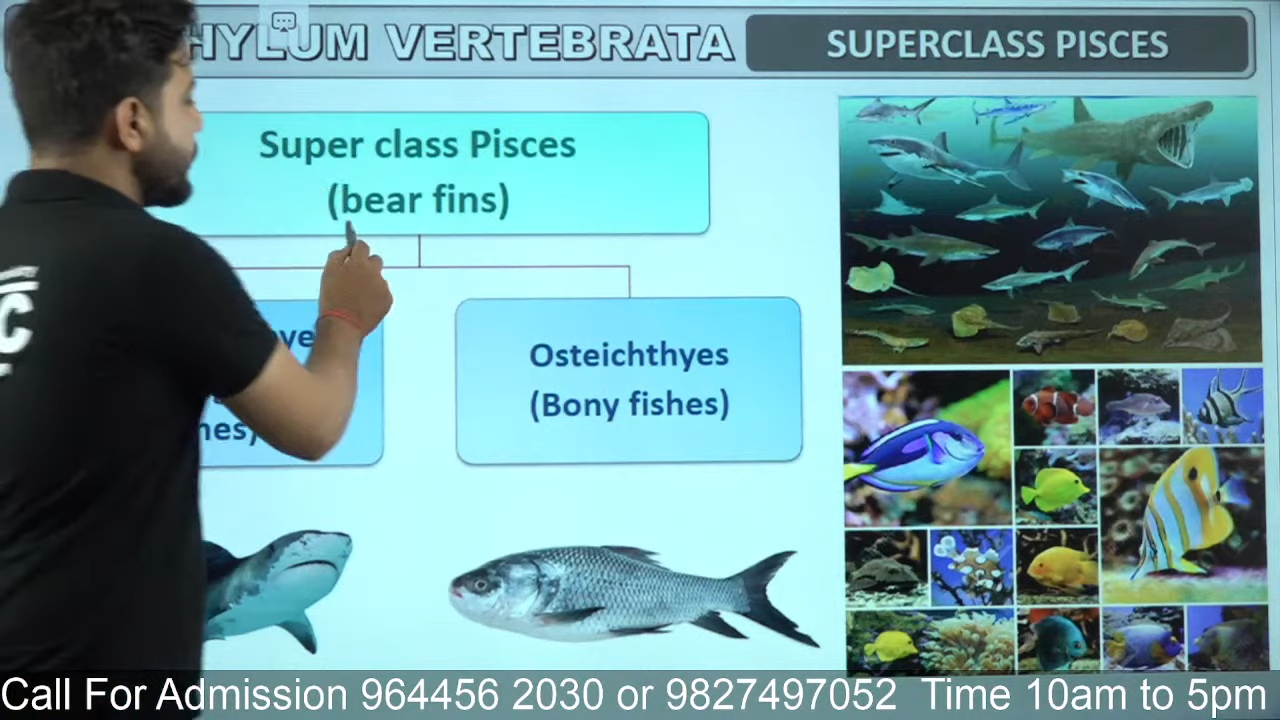 HYLUM VERTEBRATA
SUPERCLASS PISCES
Super class Pisces
(bear fins)
Osteichthyes
(Bony fishes)
C
Call For Admission 964456 2030 or 9827497052 Time 10am to 5pm